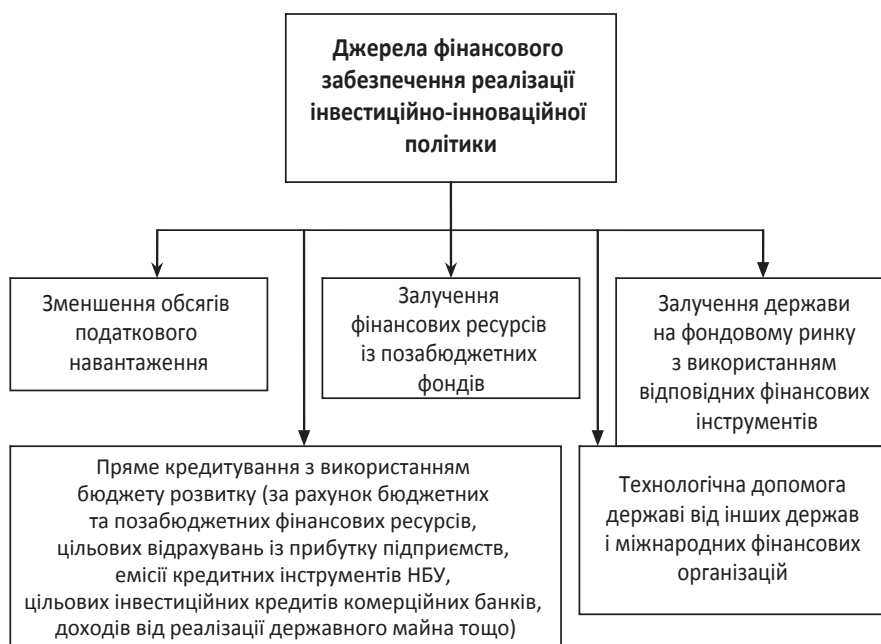 Джерела фінансового
забезпечення реалізації
інвестиційно-інноваційної
політики
Зменшення обсягів
податкового
навантаження
Залучення
фінансових ресурсів
із позабюджетних
фондів
Залучення держави
на фондовому ринку
з використанням
відповідних фінансових
інструментів
Пряме кредитування з використанням
бюджету розвитку (за рахунок бюджетних
та позабюджетних фінансових ресурсів,
цільових відрахувань із прибутку підприємств,
емісії кредитних інструментів НБУ,
цільових інвестиційних кредитів комерційних банків,
доходів від реалізації державного майна тощо)
Технологічна допомога
державі від інших держав
і міжнародних фінансових
організацій